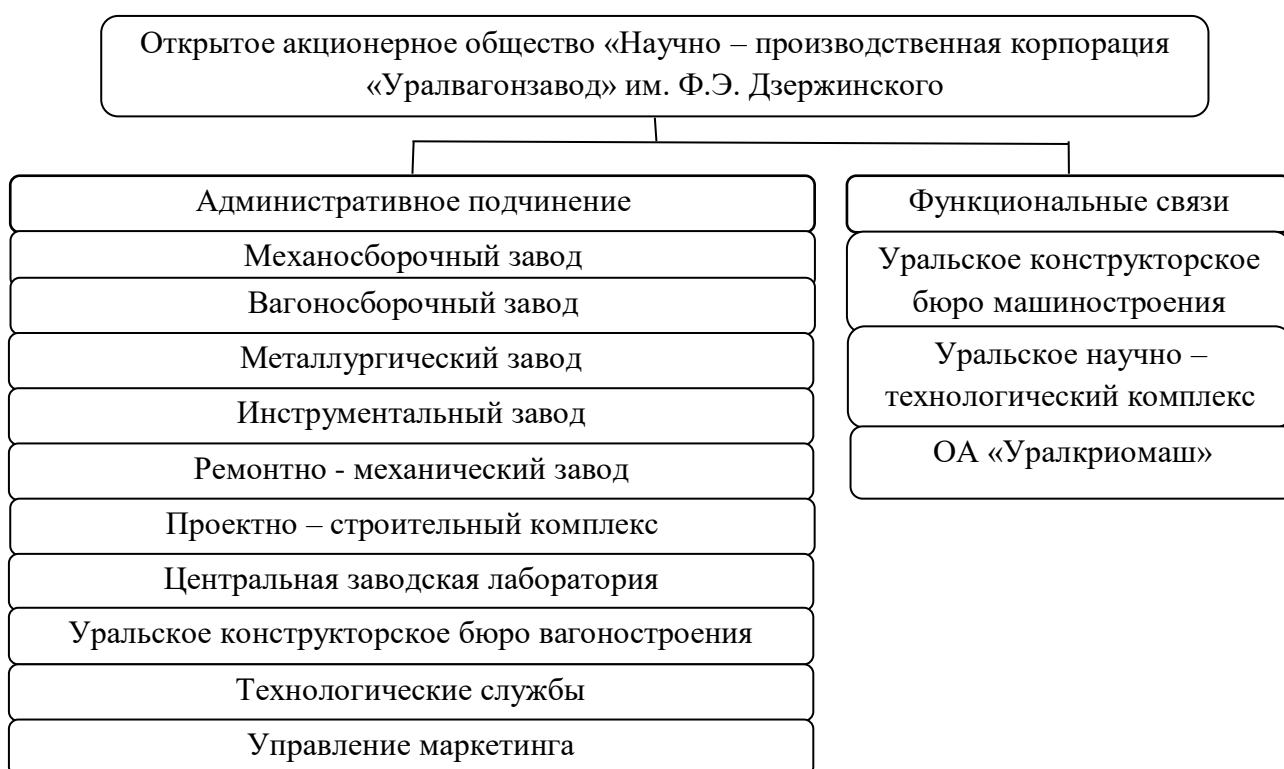 Открытое акционерное общество «Научно – производственная корпорация
«Уралвагонзавод» им. Ф.Э. Дзержинского
Административное подчинение
Механосборочный завод
Вагоносборочный завод
Металлургический завод
Инструментальный завод
Ремонтно - механический завод
Проектно – строительный комплекс
Центральная заводская лаборатория
Уральское конструкторское бюро вагоностроения
Технологические службы
Управление маркетинга
Функциональные связи
Уральское конструкторское
бюро машиностроения
Уральское научно –
технологический комплекс
ОА «Уралкриомаш»